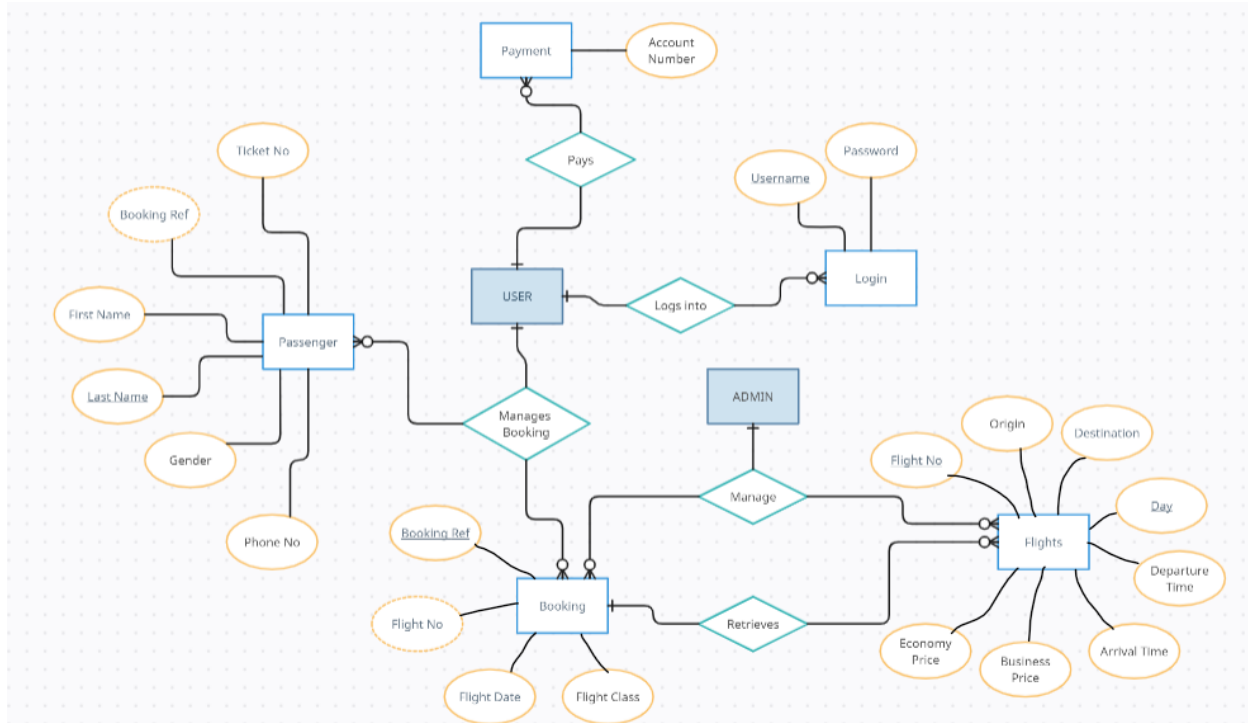 Payment
Account
Number
Ticket No
Pays
Password
Username
Booking Ref
USER
Logs into
Login
First Name
Passenger
Last Name
Manages
Booking
ADMIN
Gender
Origin
Destination
Flight No
Manage
Day
Phone No
Booking Ref
Flights
Departure
Time
Booking
Flight No
Retrieves
Economy
Price
Business
Price
Arrival Time
Flight Date
Flight Class